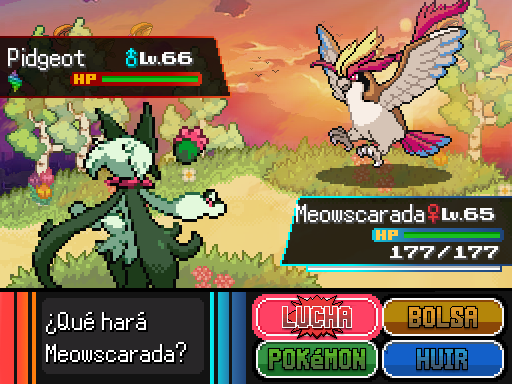 Pidgeot ♂Lv.66
HP
Meowscarada♀Lv.65
HP
177/177
¿Qué hará
Meowscarada?
LUCHA
BOLSA
POKéMON
HUIR